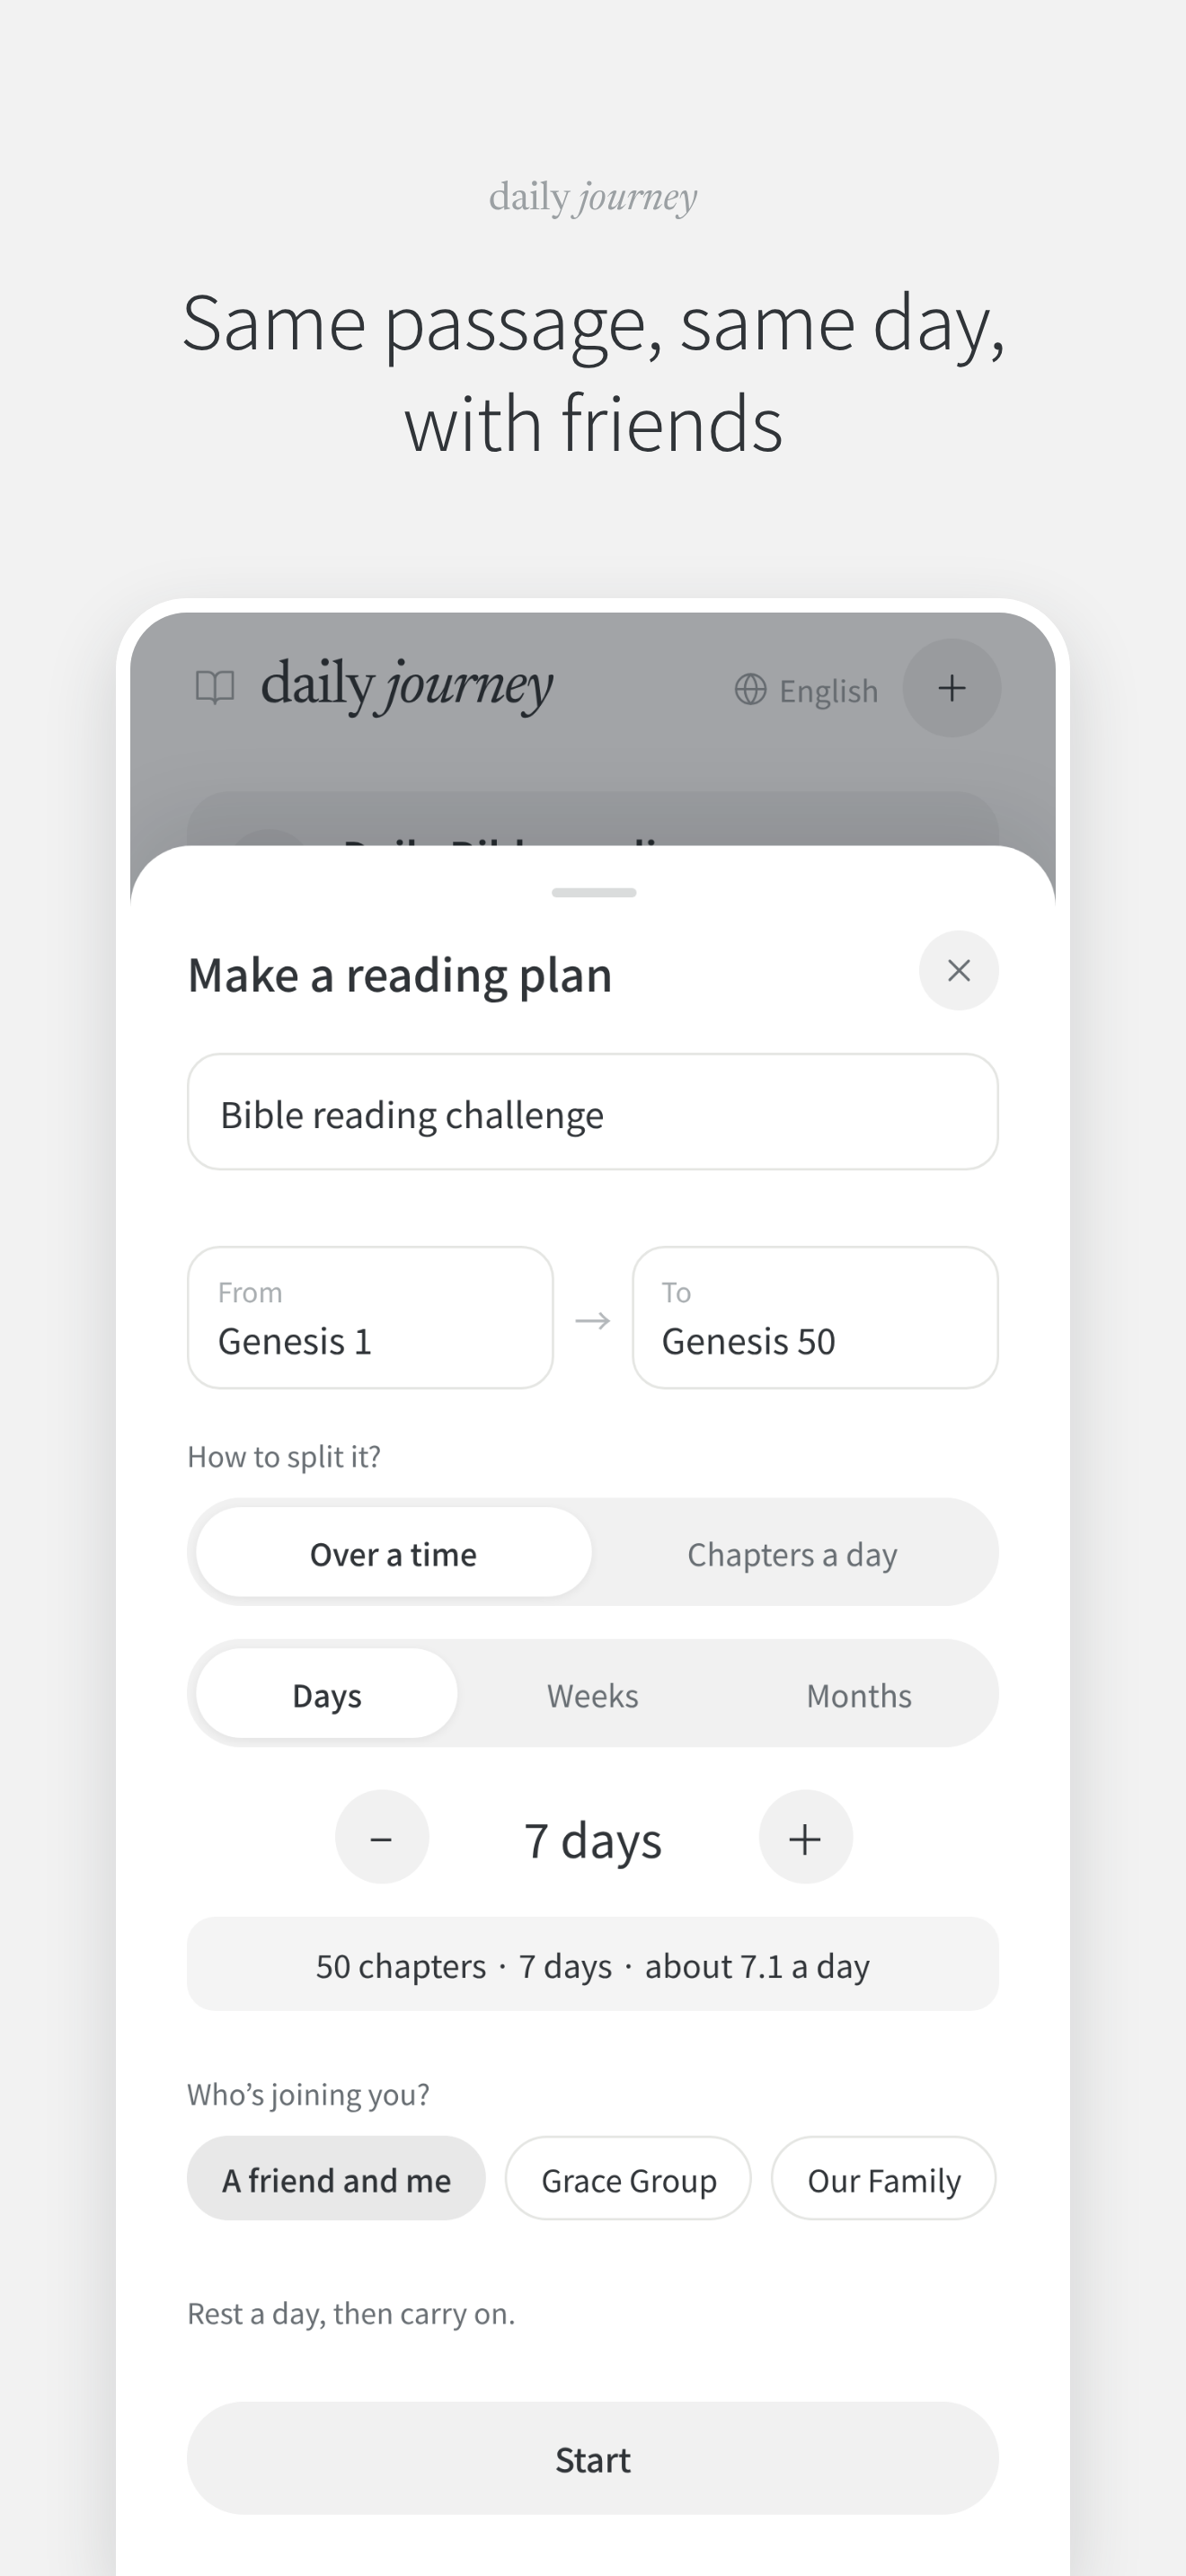 daily journey
Same passage, same day,
with friends
daily journey
English
Make a reading plan
Bible reading challenge
From
Genesis 1
→
To
Genesis 50
How to split it?
Over a time
Chapters a day
Days
Weeks
Months
−
7 days
+
50 chapters · 7 days · about 7.1 a day
Who’s joining you?
A friend and me
Grace Group
Our Family
Rest a day, then carry on.
Start